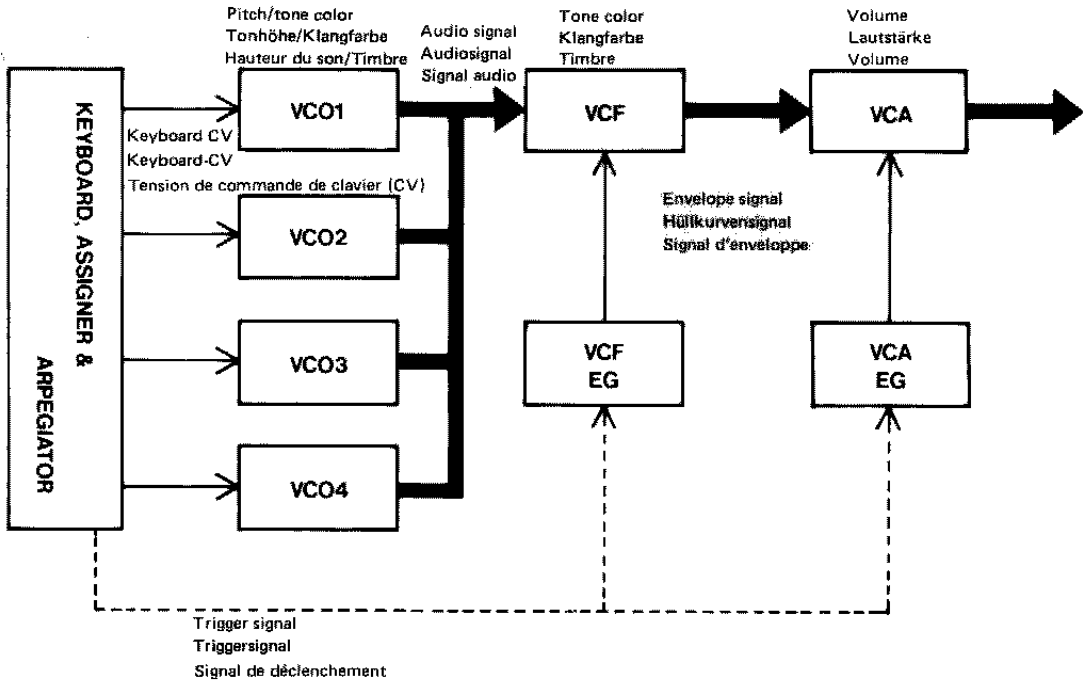 Pitch/tone color
Tonhöhe/Klangfarbe
Hauteur du son/Timbre
Audio signal
Audiosignal
Signal audio
Tone color
Klangfarbe
Timbre
Volume
Lautstärke
Volume
KEYBOARD, ASSIGNER &
ARPEGIATOR
VCO1
VCF
VCA
Keyboard CV
Keyboard-CV
Tension de commande de clavier (CV)
VCO2
Envelope signal
Hüllkurvensignal
Signal d'enveloppe
VCO3
VCF
EG
VCA
EG
VCO4
Trigger signal
Triggersignal
Signal de déclenchement